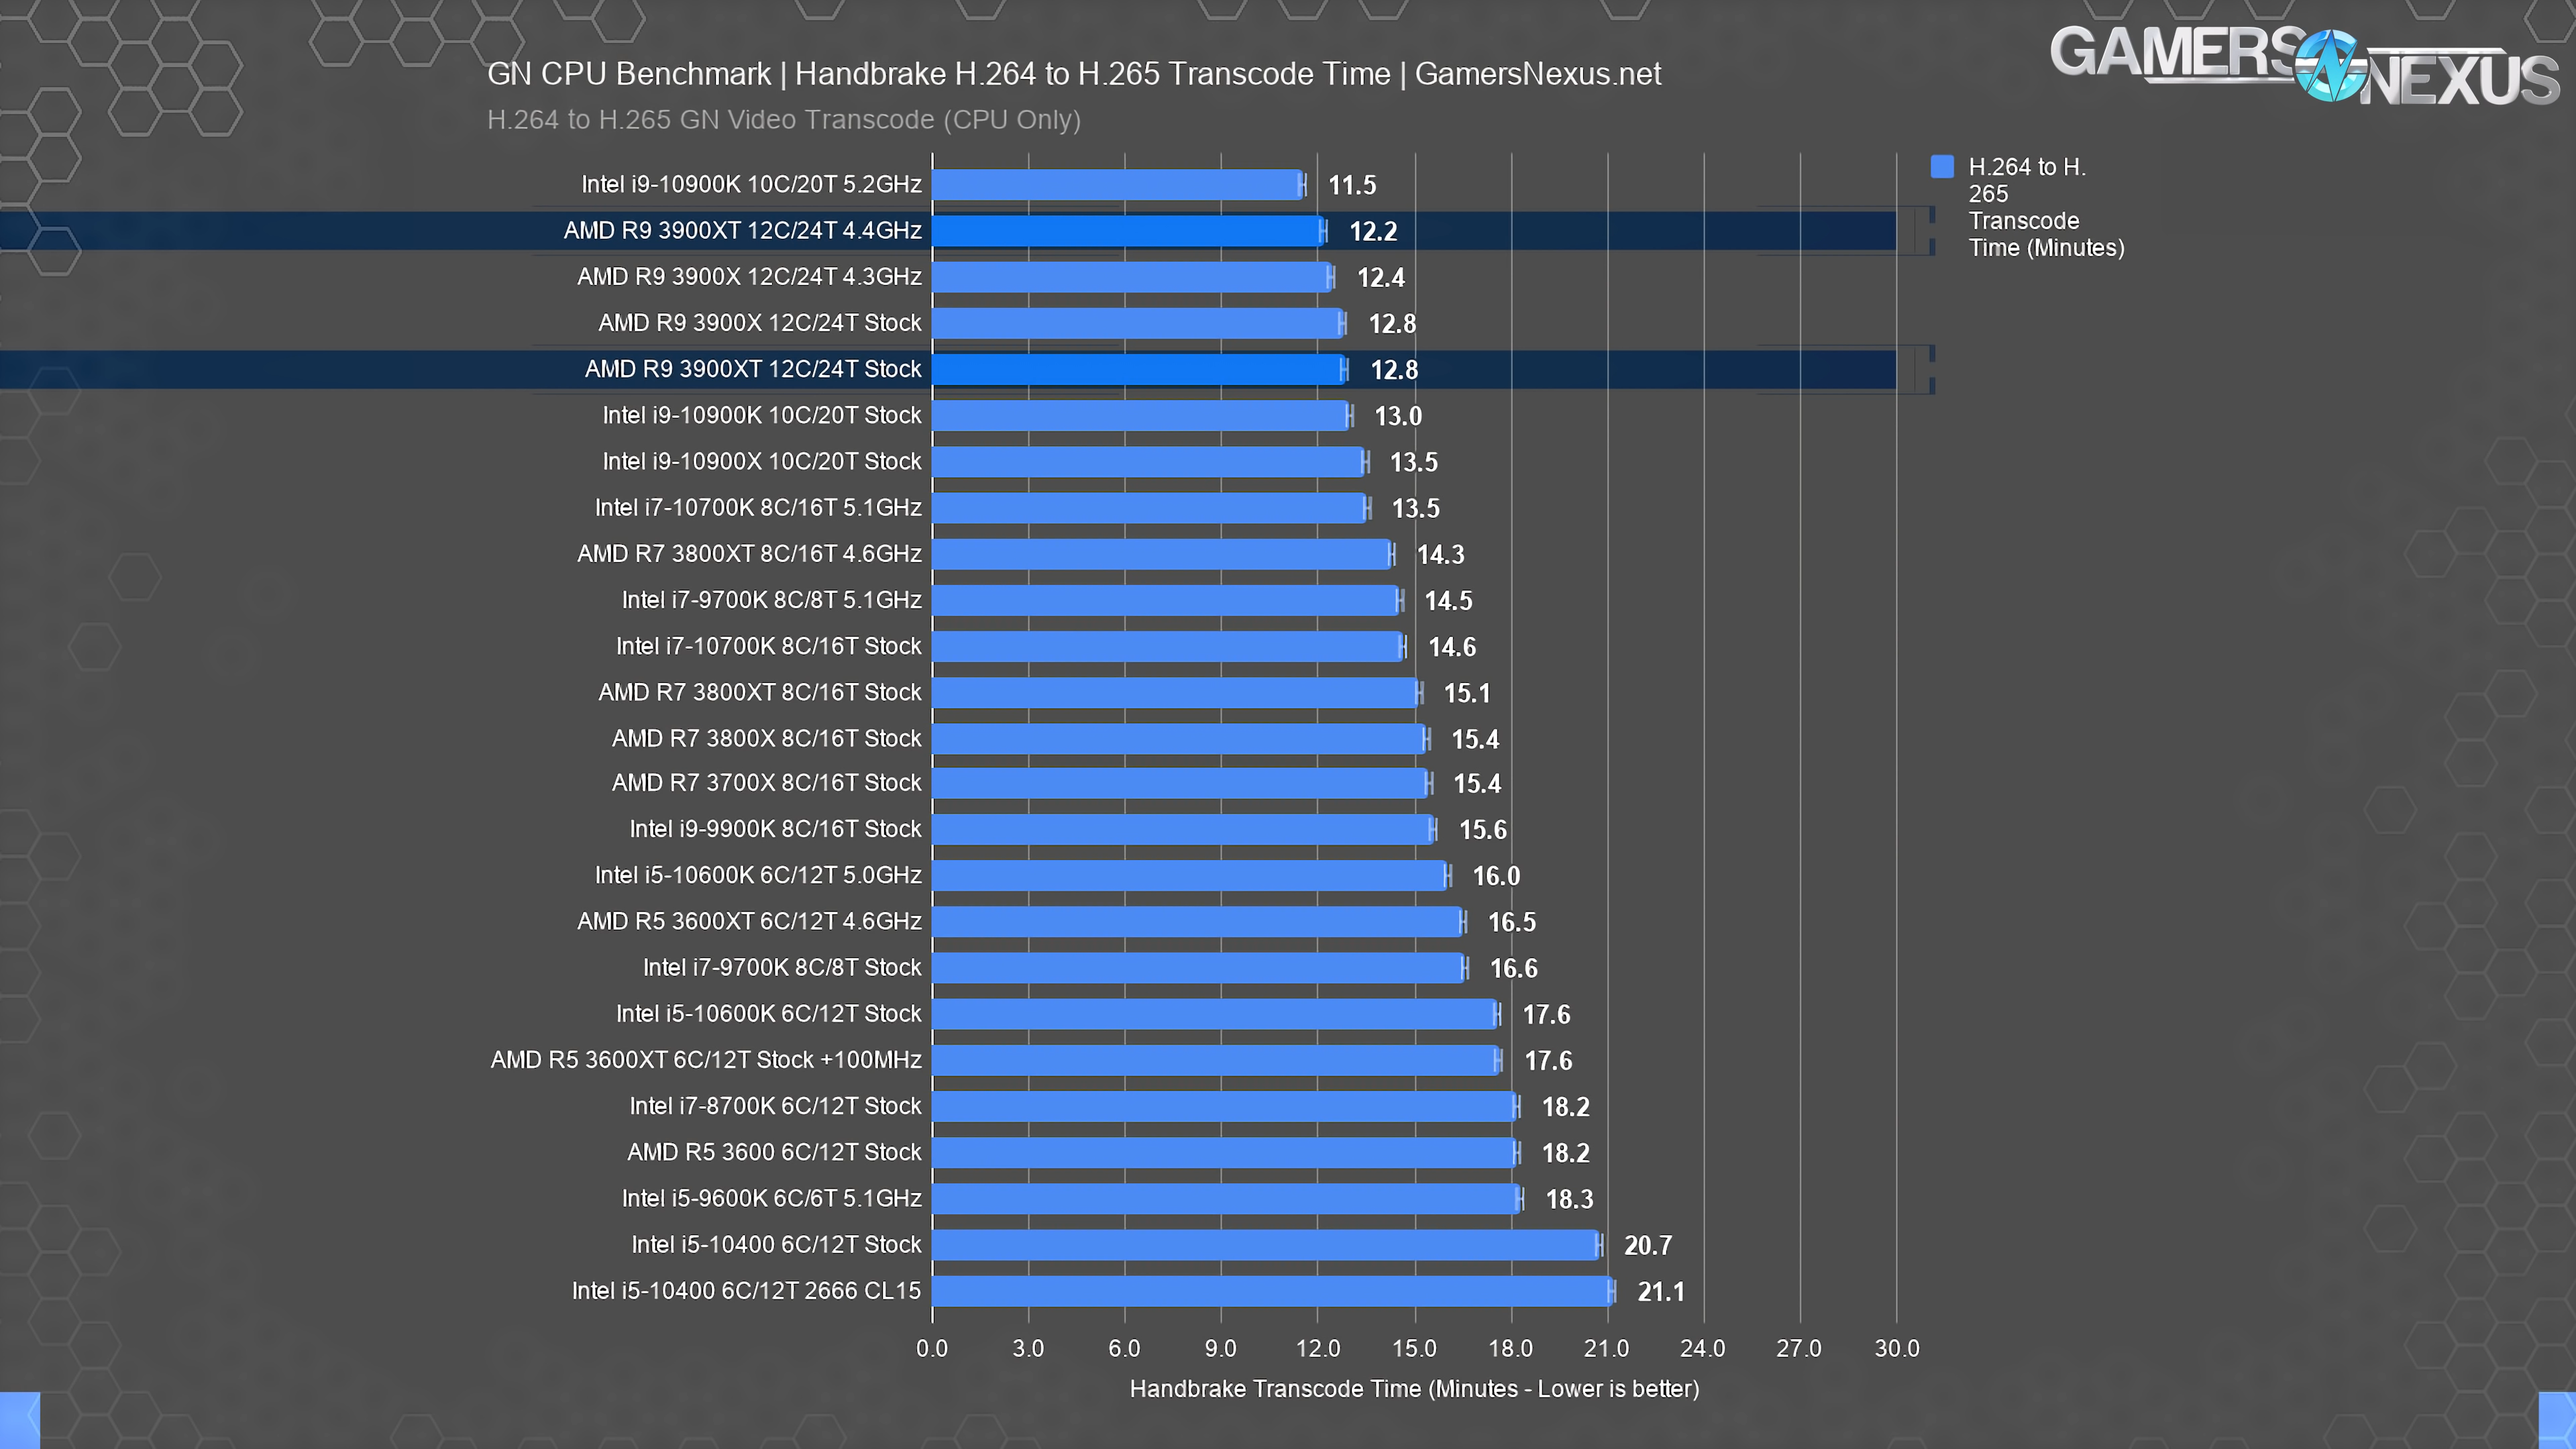 GAMERS NEXUS
GN CPU Benchmark | Handbrake H.264 to H.265 Transcode Time | GamersNexus.net
H.264 to H.265 GN Video Transcode (CPU Only)
H.264 to H.
265
Transcode
Time (Minutes)
Intel i9-10900K 10C/20T 5.2GHz 11.5
AMD R9 3900XT 12C/24T 4.4GHz 12.2
AMD R9 3900X 12C/24T 4.3GHz 12.4
AMD R9 3900X 12C/24T Stock 12.8
AMD R9 3900XT 12C/24T Stock 12.8
Intel i9-10900K 10C/20T Stock 13.0
Intel i9-10900X 10C/20T Stock 13.5
Intel i7-10700K 8C/16T 5.1GHz 13.5
AMD R7 3800XT 8C/16T 4.6GHz 14.3
Intel i7-9700K 8C/8T 5.1GHz 14.5
Intel i7-10700K 8C/16T Stock 14.6
AMD R7 3800XT 8C/16T Stock 15.1
AMD R7 3800X 8C/16T Stock 15.4
AMD R7 3700X 8C/16T Stock 15.4
Intel i9-9900K 8C/16T Stock 15.6
Intel i5-10600K 6C/12T 5.0GHz 16.0
AMD R5 3600XT 6C/12T 4.6GHz 16.5
Intel i7-9700K 8C/8T Stock 16.6
Intel i5-10600K 6C/12T Stock 17.6
AMD R5 3600XT 6C/12T Stock +100MHz 17.6
Intel i7-8700K 6C/12T Stock 18.2
AMD R5 3600 6C/12T Stock 18.2
Intel i5-9600K 6C/6T 5.1GHz 18.3
Intel i5-10400 6C/12T Stock 20.7
Intel i5-10400 6C/12T 2666 CL15 21.1
0.0 3.0 6.0 9.0 12.0 15.0 18.0 21.0 24.0 27.0 30.0
Handbrake Transcode Time (Minutes - Lower is better)